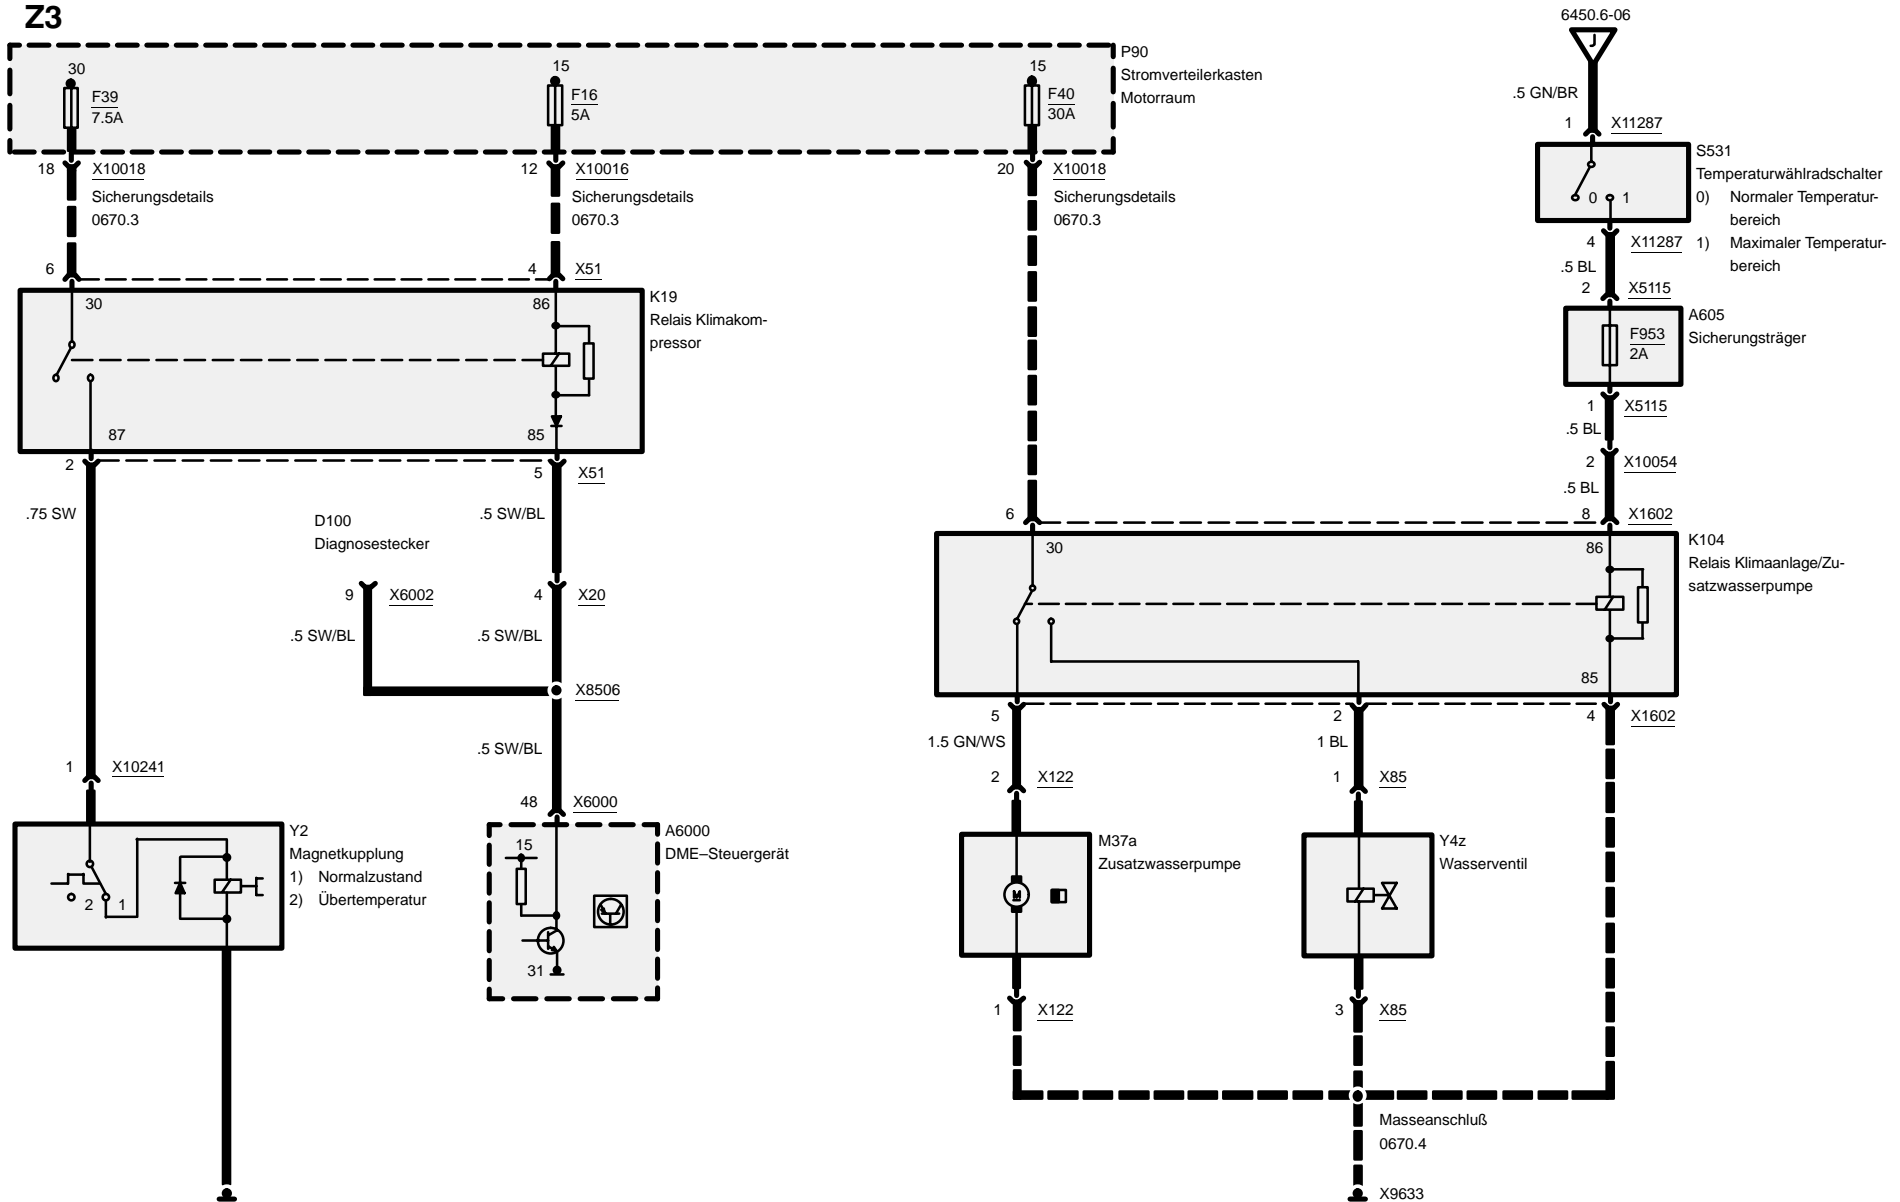 Z3
6450.6-06
J
P90
Stromverteilerkasten
Motorraum
30
F39
7.5A
15
F16
5A
15
F40
30A
.5 GN/BR
1 X11287
S531
Temperaturwählradschalter
0) Normaler Temperatur-
bereich
1) Maximaler Temperatur-
bereich
0 1
18 X10018
Sicherungsdetails
0670.3
12 X10016
Sicherungsdetails
0670.3
20 X10018
Sicherungsdetails
0670.3
4 X11287
.5 BL
2 X5115
A605
Sicherungsträger
F953
2A
1 X5115
.5 BL
2 X10054
.5 BL
6 4 X51
K19
Relais Klimakom-
pressor
30 86
87 85
2 5 X51
.75 SW
.5 SW/BL
D100
Diagnosestecker
9 X6002
4 X20
.5 SW/BL
.5 SW/BL
X8506
.5 SW/BL
1 X10241
48 X6000
6 8 X1602
K104
Relais Klimaanlage/Zu-
satzwasserpumpe
30 86
85
5 2 4 X1602
1.5 GN/WS
1 BL
2 X122
1 X85
Y2
Magnetkupplung
1) Normalzustand
2) Übertemperatur
2 1
A6000
DME–Steuergerät
15
31
M37a
Zusatzwasserpumpe
M
Y4z
Wasserventil
1 X122
3 X85
Masseanschluß
0670.4
X9633